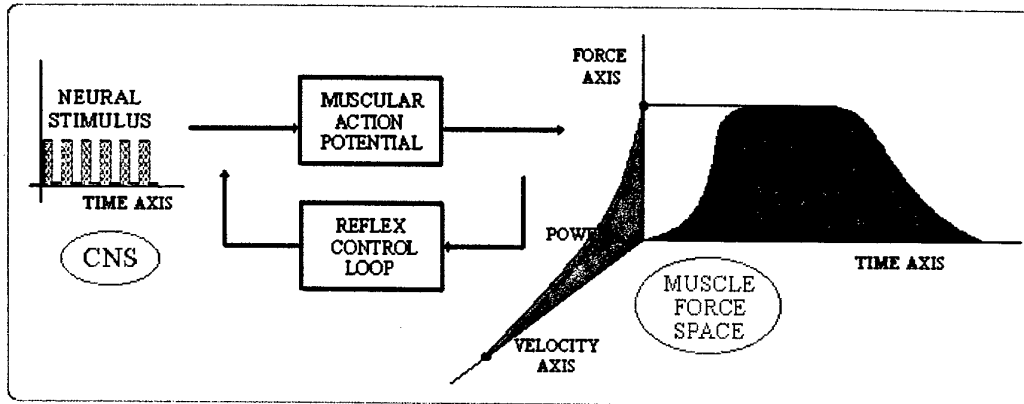 NEURAL
STIMULUS
TIME AXIS
CNS
MUSCULAR
ACTION
POTENTIAL
REFLEX
CONTROL
LOOP
FORCE
AXIS
POWE
VELOCITY
AXIS
TIME AXIS
MUSCLE
FORCE
SPACE